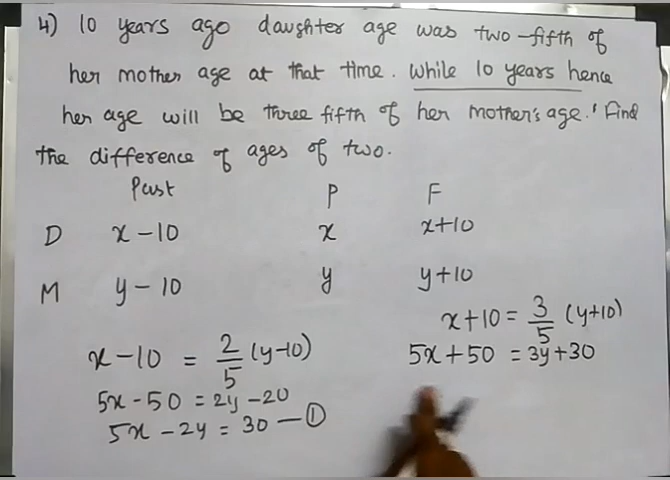 4) 10 years ago daughter age was two-fifth of
her mother age at that time. while 10 years hence
her age will be three fifth of her mother's age.' Find
the difference of ages of two.
Past P F
D x-10 x x+10
M y-10 y y+10
x+10 = 3/5 (y+10)
x-10 = 2/5 (y-10) 5x+50 = 3y+30
5x-50 = 2y-20
5x-2y = 30 —①